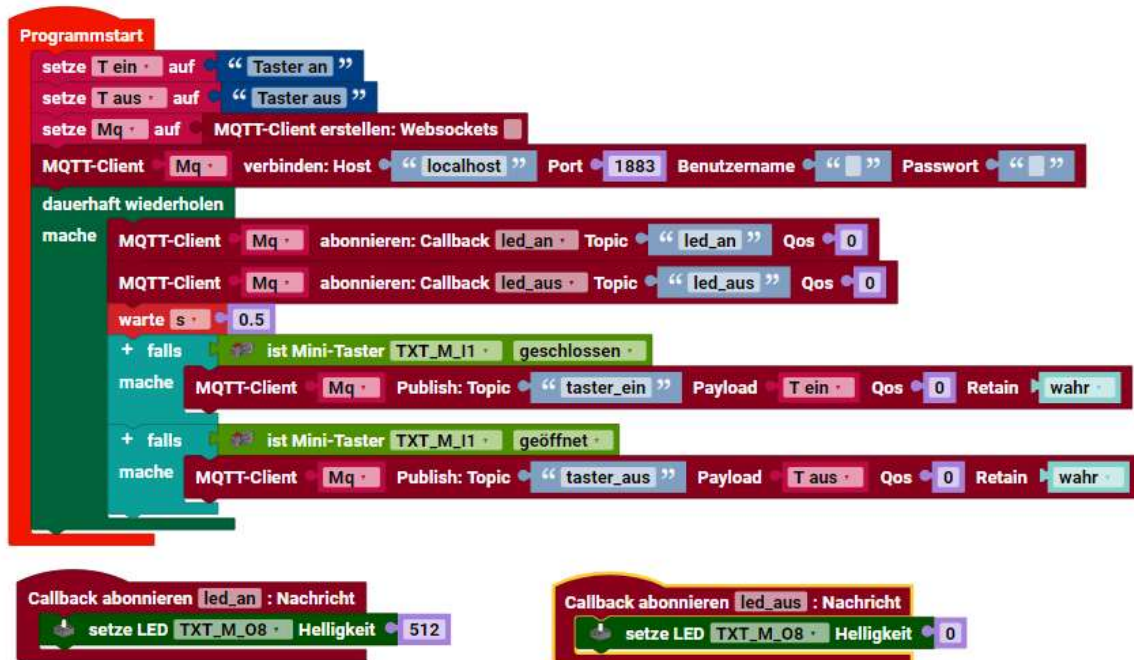 Programmstart
setze T ein auf “ Taster an ”
setze T aus auf “ Taster aus ”
setze Mq auf MQTT-Client erstellen: Websockets
MQTT-Client Mq verbinden: Host “ localhost ” Port 1883 Benutzername “ ” Passwort “ ”
dauerhaft wiederholen
mache MQTT-Client Mq abonnieren: Callback led_an Topic “ led_an ” Qos 0
MQTT-Client Mq abonnieren: Callback led_aus Topic “ led_aus ” Qos 0
warte s 0.5
+ falls ist Mini-Taster TXT_M_I1 geschlossen
mache MQTT-Client Mq Publish: Topic “ taster_ein ” Payload T ein Qos 0 Retain wahr
+ falls ist Mini-Taster TXT_M_I1 geöffnet
mache MQTT-Client Mq Publish: Topic “ taster_aus ” Payload T aus Qos 0 Retain wahr
Callback abonnieren led_an : Nachricht
setze LED TXT_M_O8 Helligkeit 512
Callback abonnieren led_aus : Nachricht
setze LED TXT_M_O8 Helligkeit 0